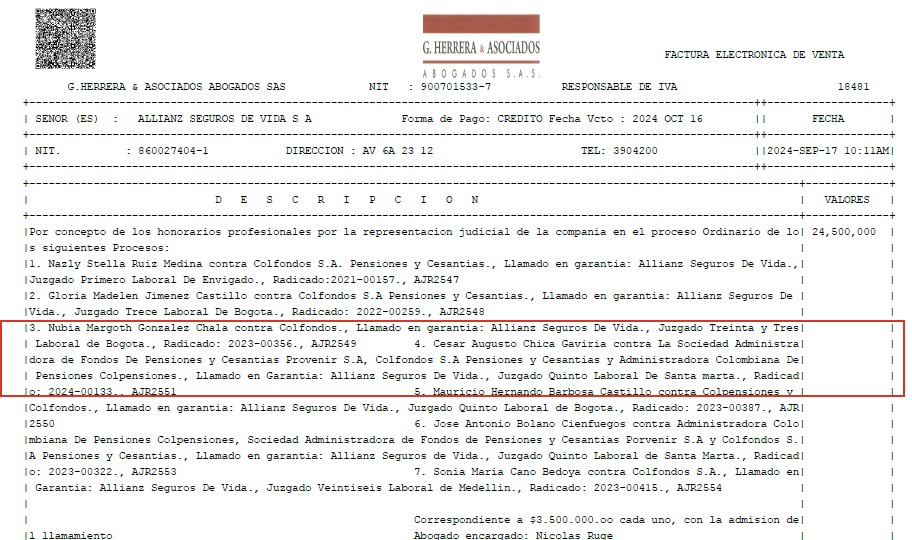 G. HERRERA & ASOCIADOS
ABOGADOS S.A.S.
FACTURA ELECTRONICA DE VENTA
G.HERRERA & ASOCIADOS ABOGADOS SAS NIT : 900701533-7 RESPONSABLE DE IVA 18481
SENOR (ES) : ALLIANZ SEGUROS DE VIDA S A Forma de Pago: CREDITO Fecha Vcto : 2024 OCT 16 || FECHA
NIT. : 860027404-1 DIRECCION : AV 6A 23 12 TEL: 3904200 ||2024-SEP-17 10:11AM|
| D E S C R I P C I O N | VALORES |
|Por concepto de los honorarios profesionales por la representacion judicial de la compania en el proceso Ordinario de lo| 24,500,000 |
|s siguientes Procesos: | |
|1. Nazly Stella Ruiz Medina contra Colfondos S.A. Pensiones y Cesantias., Llamado en garantia: Allianz Seguros De Vida.,| |
|Juzgado Primero Laboral De Envigado., Radicado:2021-00157., AJR2547 | |
|2. Gloria Madelen Jimenez Castillo contra Colfondos S.A Pensiones y Cesantias., Llamado en garantia: Allianz Seguros De | |
|Vida., Juzgado Trece Laboral De Bogota., Radicado: 2022-00259., AJR2548 | |
|3. Nubia Margoth Gonzalez Chala contra Colfondos., Llamado en garantia: Allianz Seguros De Vida., Juzgado Treinta y Tres| |
| Laboral de Bogota., Radicado: 2023-00356., AJR2549 4. Cesar Augusto Chica Gaviria contra La Sociedad Administra| |
|dora de Fondos De Pensiones y Cesantias Provenir S.A, Colfondos S.A Pensiones y Cesantias y Administradora Colombiana De| |
| Pensiones Colpensiones., Llamado en Garantia: Allianz Seguros De Vida., Juzgado Quinto Laboral De Santa marta., Radicad| |
|o: 2024-00133., AJR2551 5. Mauricio Hernando Barbosa Castillo contra Colpensiones y | |
|Colfondos., Llamado en garantia: Allianz Seguros De Vida., Juzgado Quinto Laboral de Bogota., Radicado: 2023-00387., AJR| |
|2550 6. Jose Antonio Bolano Cienfuegos contra Administradora Colo| |
|mbiana De Pensiones Colpensiones, Sociedad Administradora de Fondos de Pensiones y Cesantias Porvenir S.A y Colfondos S.| |
|A Pensiones y Cesantias., Llamado en garantia: Allianz Seguros de Vida., Juzgado Quinto Laboral de Santa Marta., Radicad| |
|o: 2023-00322., AJR2553 7. Sonia Maria Cano Bedoya contra Colfondos S.A., Llamado en| |
| Garantia: Allianz Seguros De Vida., Juzgado Veintiseis Laboral de Medellin., Radicado: 2023-00415., AJR2554 | |
| Correspondiente a $3.500.000.oo cada uno, con la admision de| |
|l llamamiento Abogado encargado: Nicolas Ruge | |